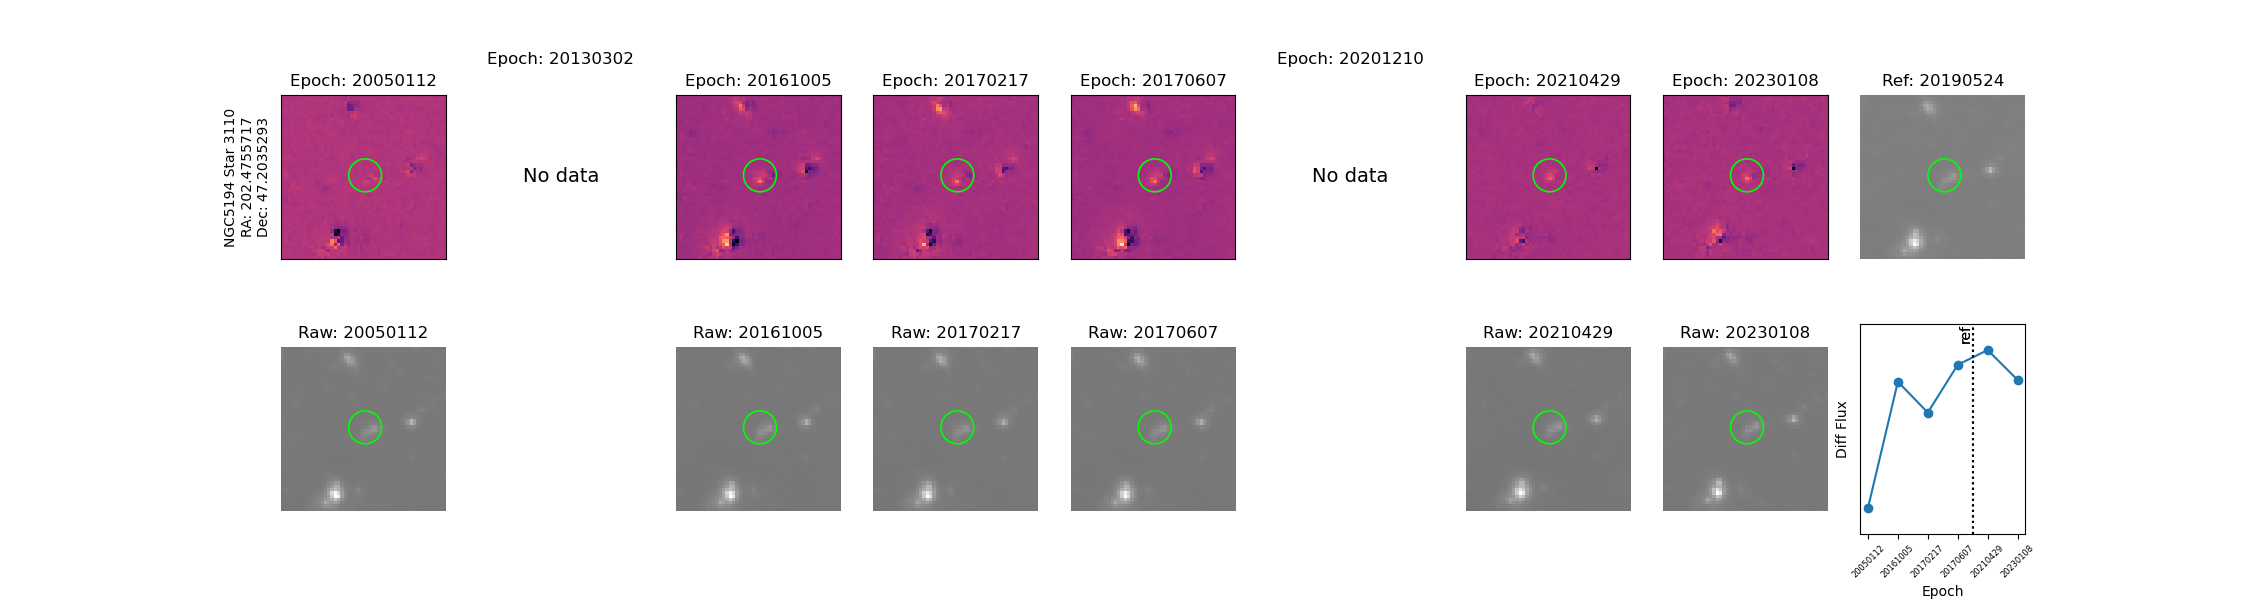 Epoch: 20130302
Epoch: 20201210
Epoch: 20050112
Epoch: 20161005
Epoch: 20170217
Epoch: 20170607
Epoch: 20210429
Epoch: 20230108
Ref: 20190524
NGC5194 Star 3110
RA: 202.4755717
Dec: 47.2035293
No data
No data
Raw: 20050112
Raw: 20161005
Raw: 20170217
Raw: 20170607
Raw: 20210429
Raw: 20230108
ref
Diff Flux
20050112
20161005
20170217
20170607
20210429
20230108
Epoch